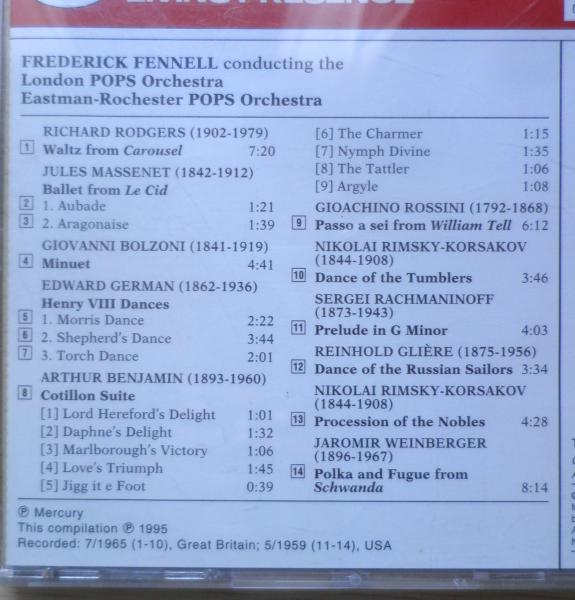 LIVING PRESENCE
FREDERICK FENNELL conducting the
London POPS Orchestra
Eastman-Rochester POPS Orchestra
RICHARD RODGERS (1902-1979)
1 Waltz from Carousel 7:20
JULES MASSENET (1842-1912)
Ballet from Le Cid
2 1. Aubade 1:21
3 2. Aragonaise 1:39
GIOVANNI BOLZONI (1841-1919)
4 Minuet 4:41
EDWARD GERMAN (1862-1936)
Henry VIII Dances
5 1. Morris Dance 2:22
6 2. Shepherd's Dance 3:44
7 3. Torch Dance 2:01
ARTHUR BENJAMIN (1893-1960)
8 Cotillon Suite
[1] Lord Hereford's Delight 1:01
[2] Daphne's Delight 1:32
[3] Marlborough's Victory 1:06
[4] Love's Triumph 1:45
[5] Jigg it e Foot 0:39
[6] The Charmer 1:15
[7] Nymph Divine 1:35
[8] The Tattler 1:06
[9] Argyle 1:08
GIOACHINO ROSSINI (1792-1868)
9 Passo a sei from William Tell 6:12
NIKOLAI RIMSKY-KORSAKOV
(1844-1908)
10 Dance of the Tumblers 3:46
SERGEI RACHMANINOFF
(1873-1943)
11 Prelude in G Minor 4:03
REINHOLD GLIÈRE (1875-1956)
12 Dance of the Russian Sailors 3:34
NIKOLAI RIMSKY-KORSAKOV
(1844-1908)
13 Procession of the Nobles 4:28
JAROMIR WEINBERGER
(1896-1967)
14 Polka and Fugue from
Schwanda 8:14
℗ Mercury
This compilation ℗ 1995
Recorded: 7/1965 (1-10), Great Britain; 5/1959 (11-14), USA